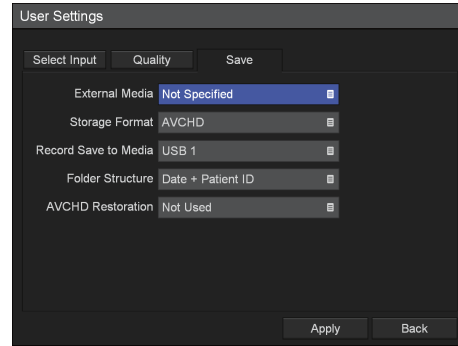 User Settings
Select Input Quality Save
External Media Not Specified
Storage Format AVCHD
Record Save to Media USB 1
Folder Structure Date + Patient ID
AVCHD Restoration Not Used
Apply Back